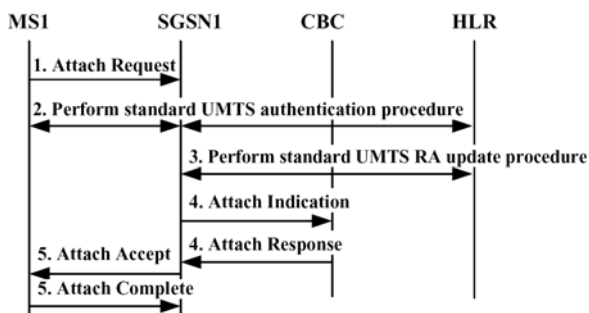 MS1 SGSN1 CBC HLR
1. Attach Request
2. Perform standard UMTS authentication procedure
3. Perform standard UMTS RA update procedure
4. Attach Indication
4. Attach Response
5. Attach Accept
5. Attach Complete